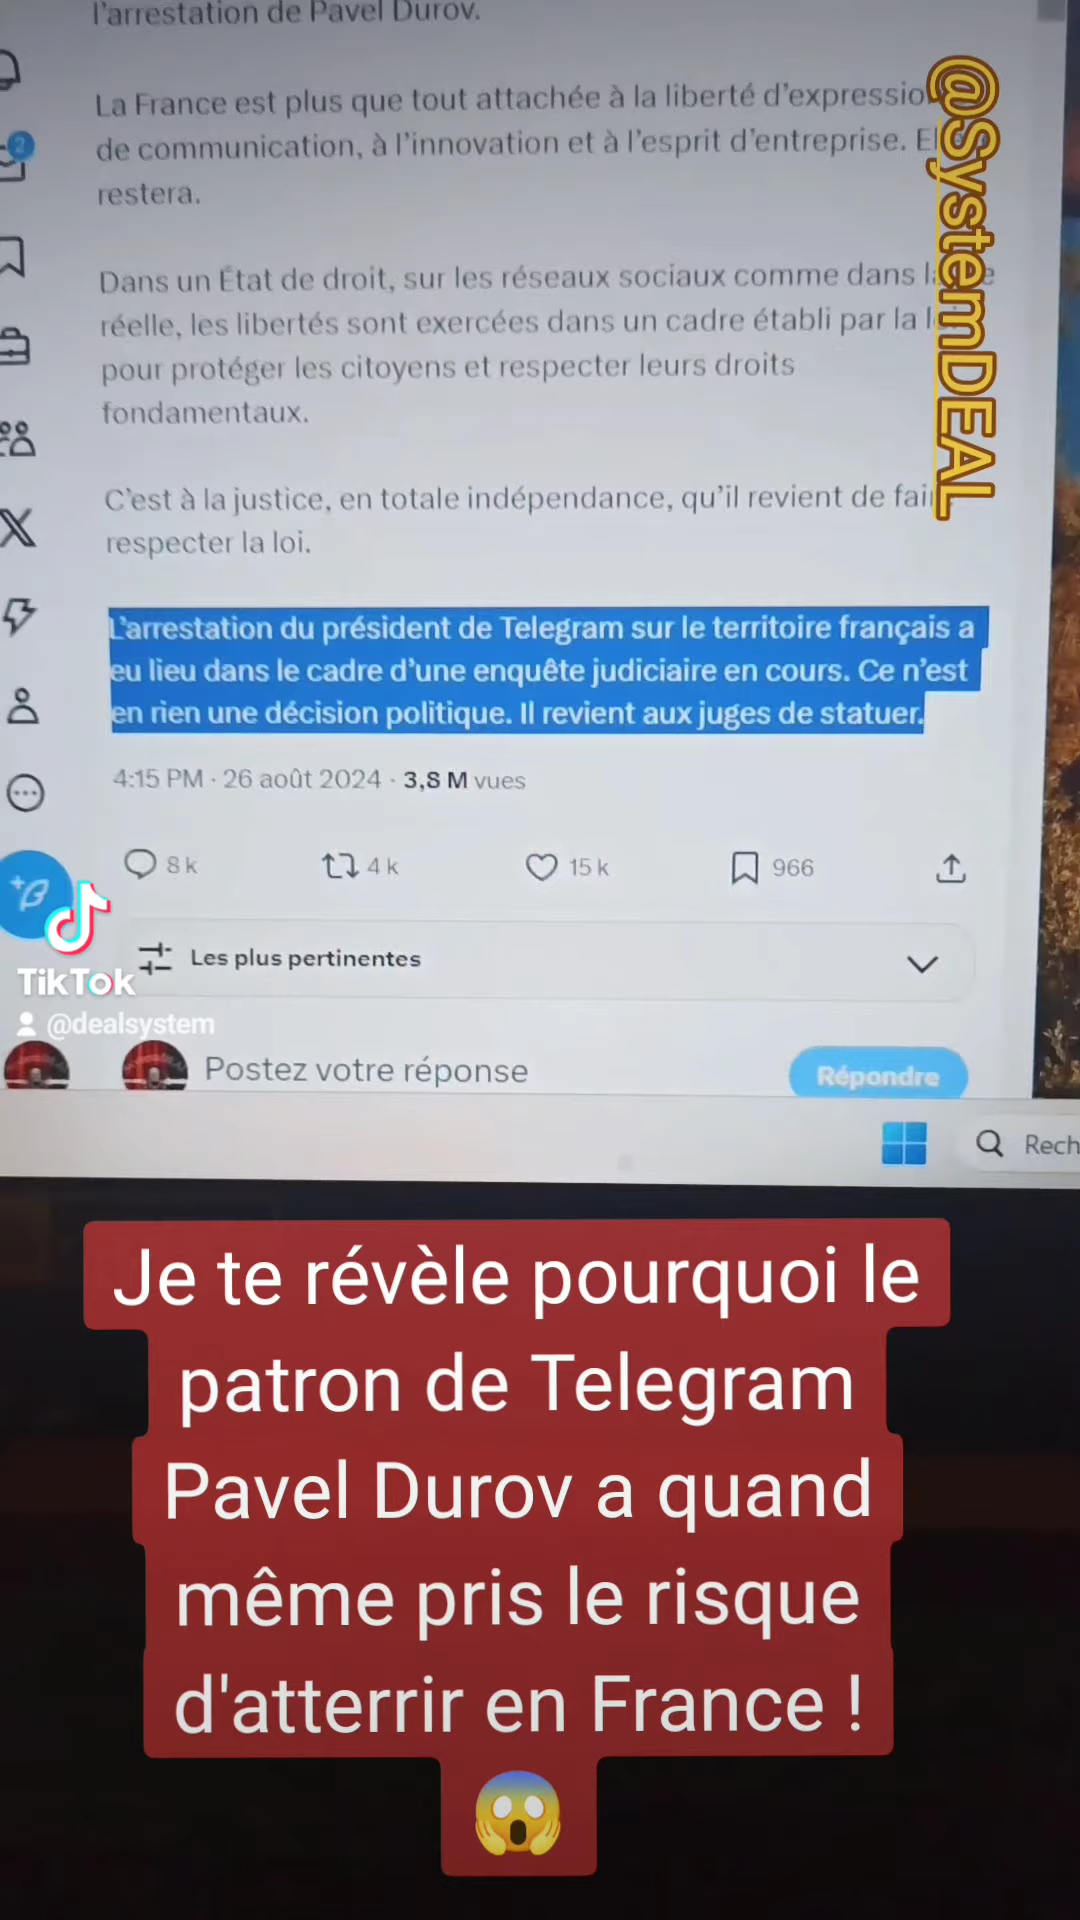 l'arrestation de Pavel Durov.
La France est plus que tout attachée à la liberté d'expression
de communication, à l'innovation et à l'esprit d'entreprise.
restera.
Dans un État de droit, sur les réseaux sociaux comme dans
réelle, les libertés sont exercées dans un cadre établi par la
pour protéger les citoyens et respecter leurs droits
fondamentaux.
C'est à la justice, en totale indépendance, qu'il revient de
respecter la loi.
L'arrestation du président de Telegram sur le territoire français a
eu lieu dans le cadre d'une enquête judiciaire en cours. Ce n'est
en rien une décision politique. Il revient aux juges de statuer.
4:15 PM · 26 août 2024 · 3,8 M vues
8 k 4 k 15 k 966
Les plus pertinentes
Postez votre réponse
Répondre
Rech
2
@SystemDEAL
TikTok
@dealsystem
Je te révèle pourquoi le
patron de Telegram
Pavel Durov a quand
même pris le risque
d'atterrir en France !